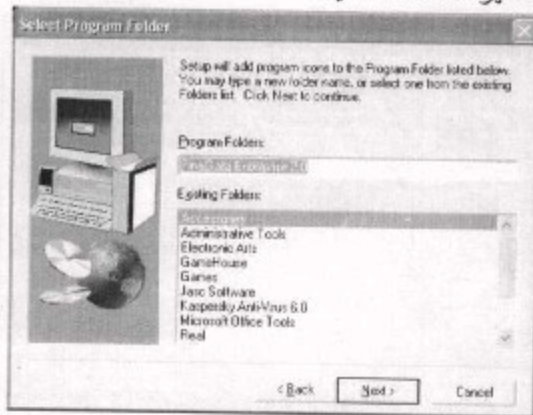 Select Program Folder
Setup will add program icons to the Program Folder listed below.
You may type a new folder name, or select one from the existing
Folders list. Click Next to continue.
Program Folders:
Existing Folders:
Accessories
Administrative Tools
Electronic Arts
GameHouse
Games
Jasc Software
Kaspersky Anti-Virus 6.0
Microsoft Office Tools
Real
< Back
Next >
Cancel